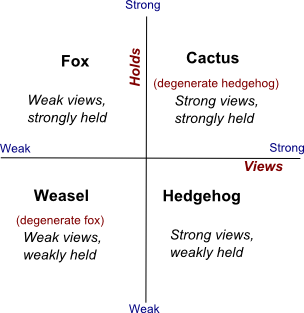 Strong
Holds
Fox
Weak views,
strongly held
Cactus
(degenerate hedgehog)
Strong views,
strongly held
Weak
Strong
Views
Weasel
(degenerate fox)
Weak views,
weakly held
Hedgehog
Strong views,
weakly held
Weak